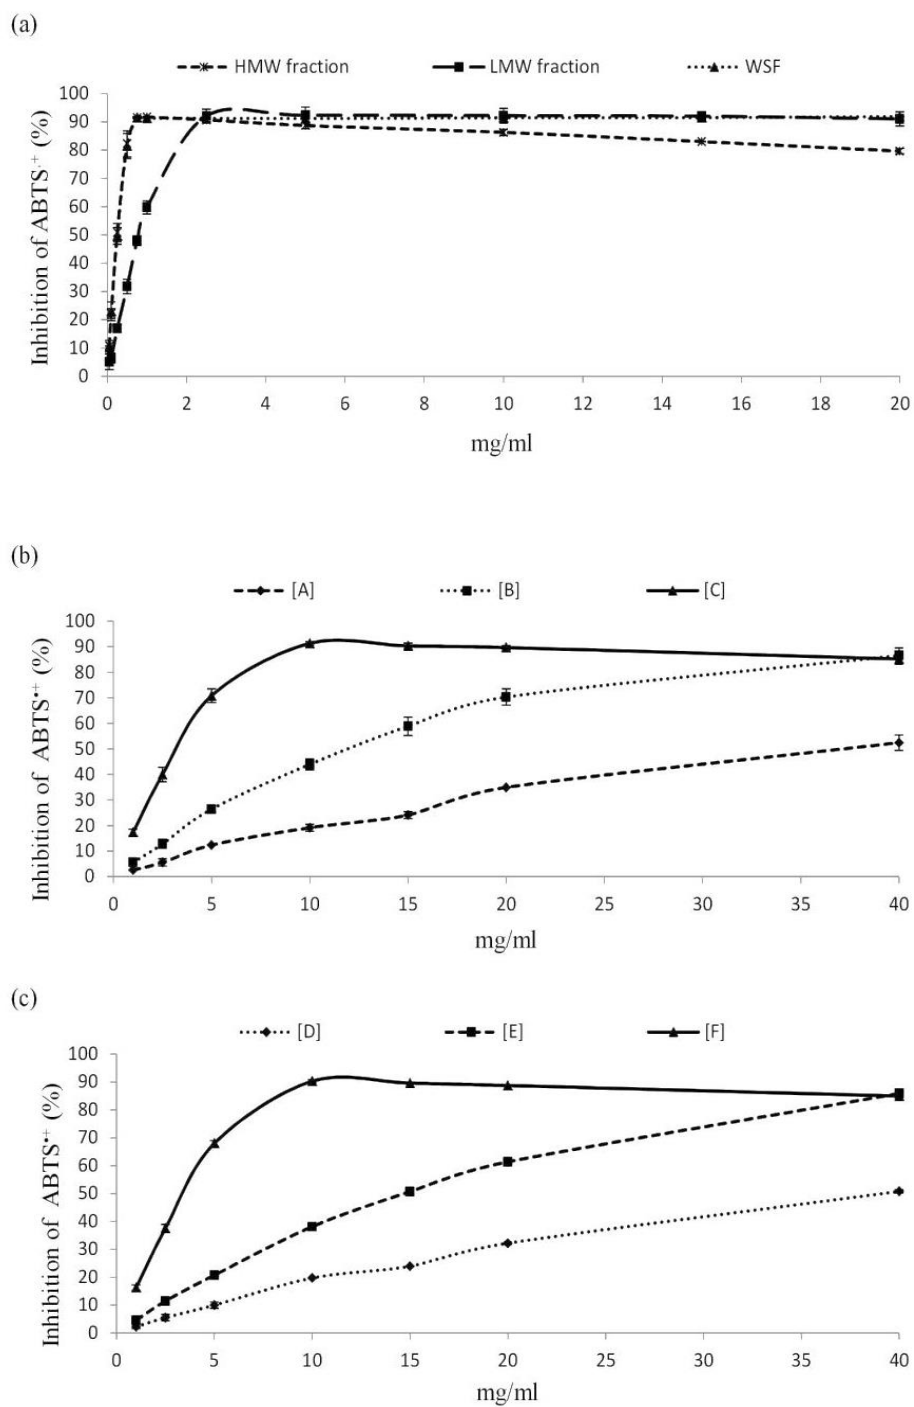 (a)
HMW fraction LMW fraction WSF
100
90
80
70
60
50
40
30
20
10
0
Inhibition of ABTS·+ (%)
0 2 4 6 8 10 12 14 16 18 20
mg/ml
(b)
[A] [B] [C]
100
90
80
70
60
50
40
30
20
10
0
Inhibition of ABTS•+ (%)
0 5 10 15 20 25 30 35 40
mg/ml
(c)
[D] [E] [F]
100
90
80
70
60
50
40
30
20
10
0
Inhibition of ABTS•+ (%)
0 5 10 15 20 25 30 35 40
mg/ml